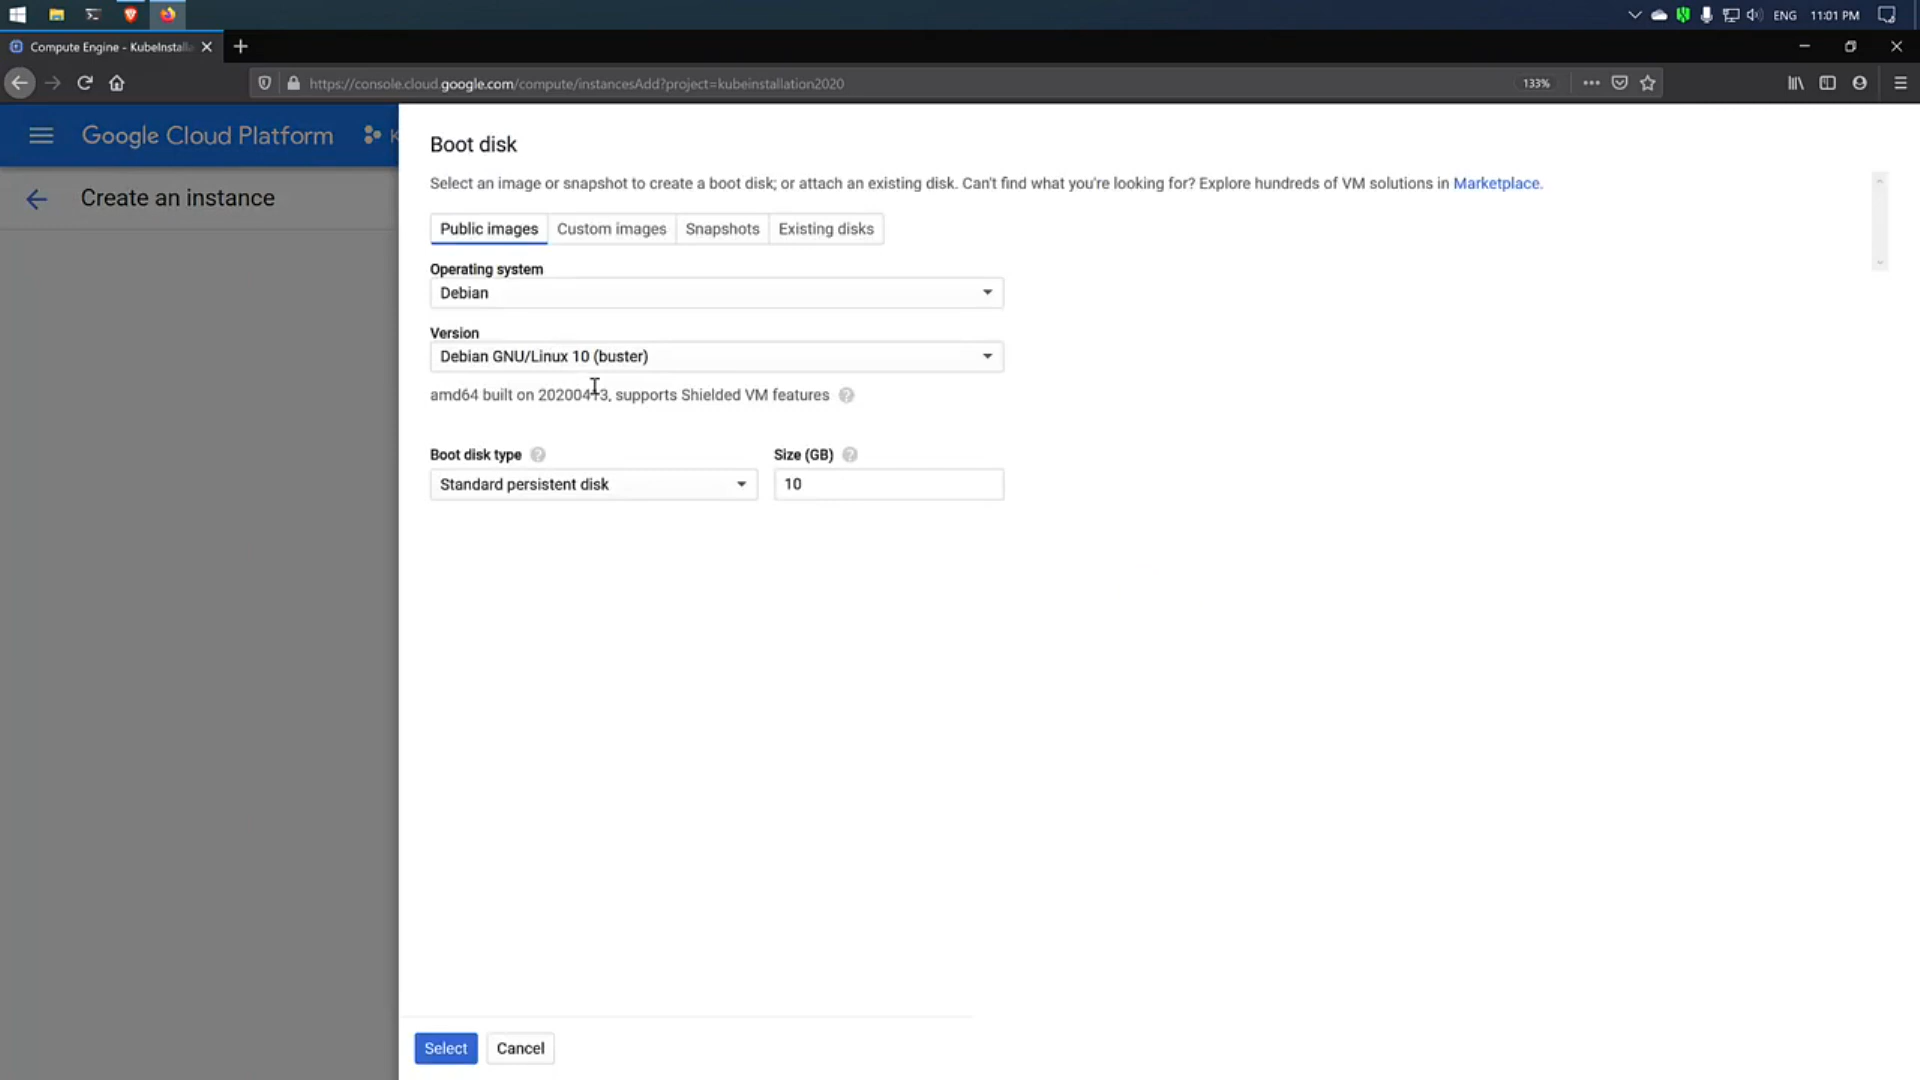 ENG 11:01 PM
Compute Engine - KubeInstalla
https://console.cloud.google.com/compute/instancesAdd?project=kubeinstallation2020
133%
Google Cloud Platform
K
Create an instance
Boot disk
Select an image or snapshot to create a boot disk; or attach an existing disk. Can't find what you're looking for? Explore hundreds of VM solutions in Marketplace.
Public images Custom images Snapshots Existing disks
Operating system
Debian
Version
Debian GNU/Linux 10 (buster)
amd64 built on 20200413, supports Shielded VM features ?
Boot disk type ? Size (GB) ?
Standard persistent disk 10
Select Cancel